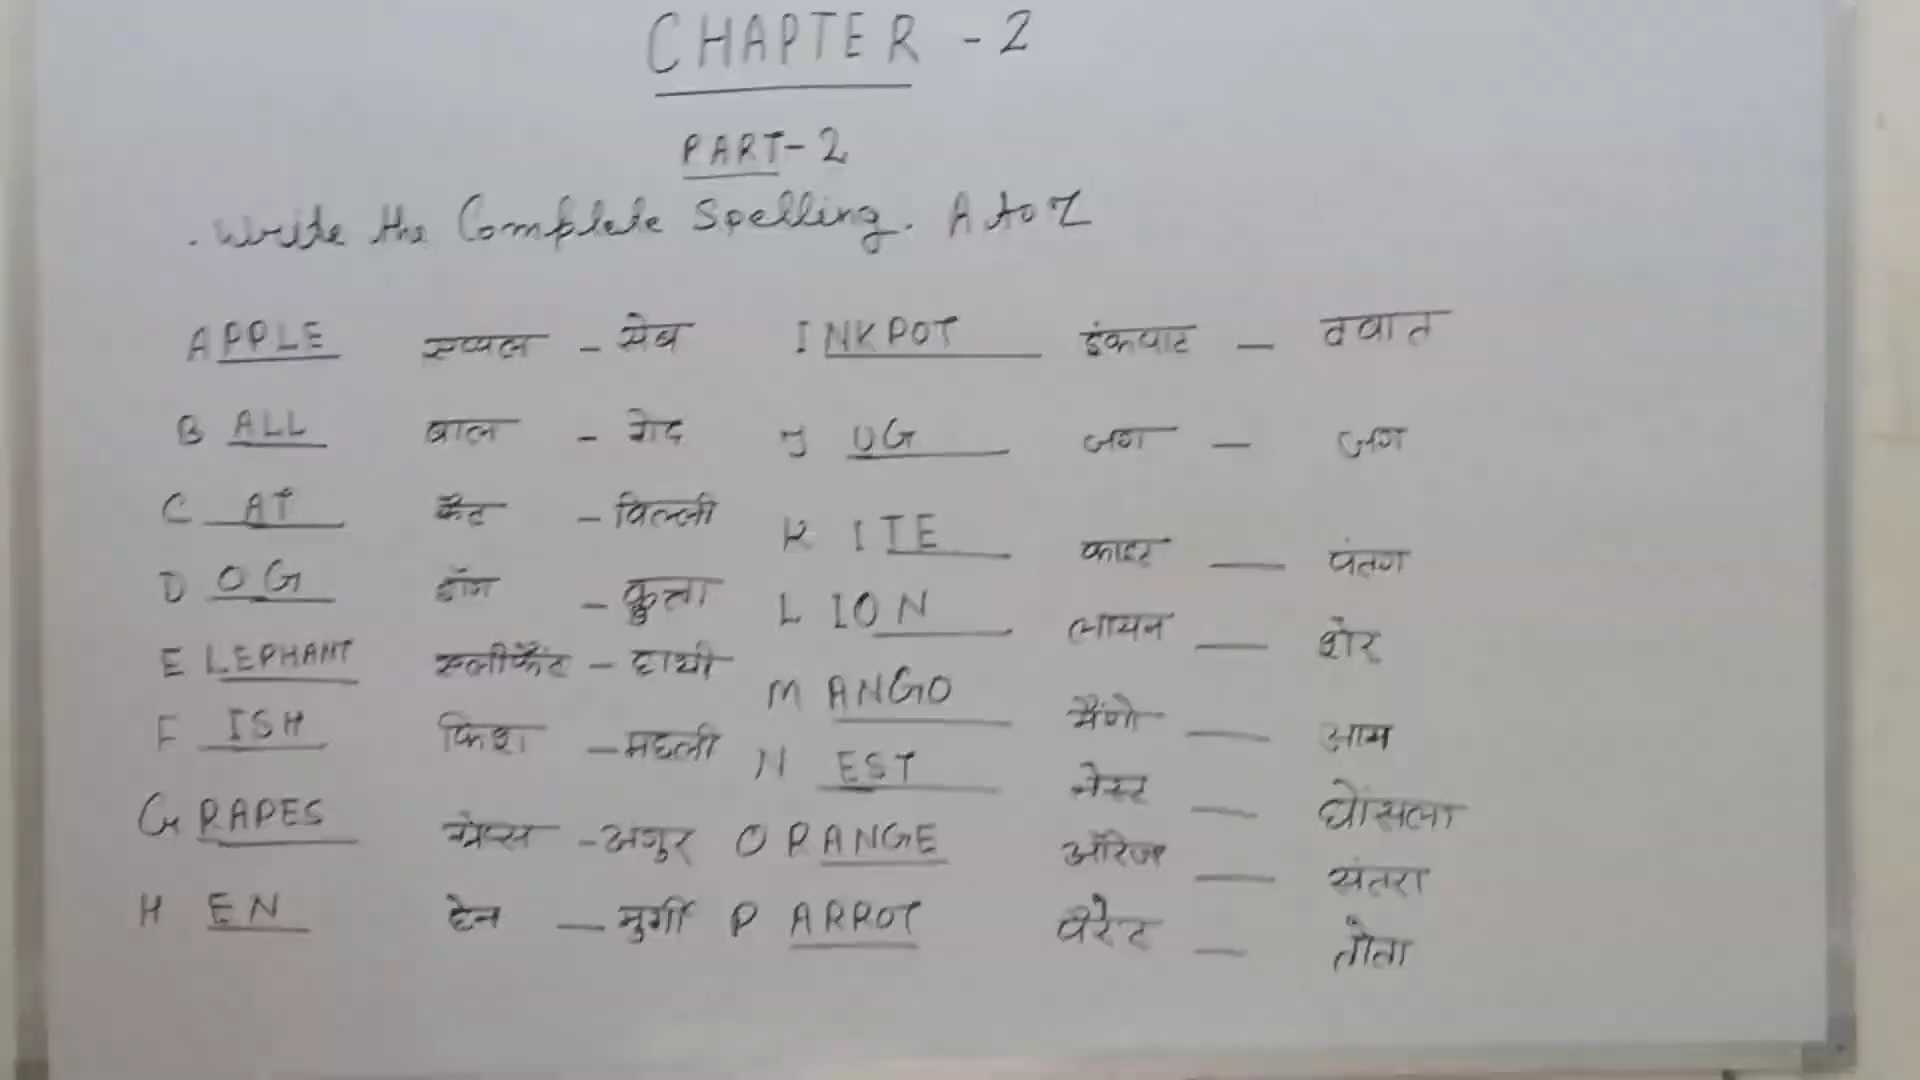 CHAPTER - 2
PART - 2
. Write the Complete Spelling. A to Z
APPLE एप्पल - सेब INKPOT इंकपाट — दवात
B ALL बाल - गेद J UG जग — जग
C AT कैट - बिल्ली K ITE काइट — पंतग
D OG डॉग - कुत्ता L ION लायन — शेर
E LEPHANT एलीफैंट - हाथी M ANGO मैंगो — आम
F ISH फिश - मछली N EST नेस्ट — घोंसला
G RAPES ग्रेप्स - अंगुर O RANGE ऑरेंज — संतरा
H EN हेन — मुर्गी P ARROT पैरेट — तोता